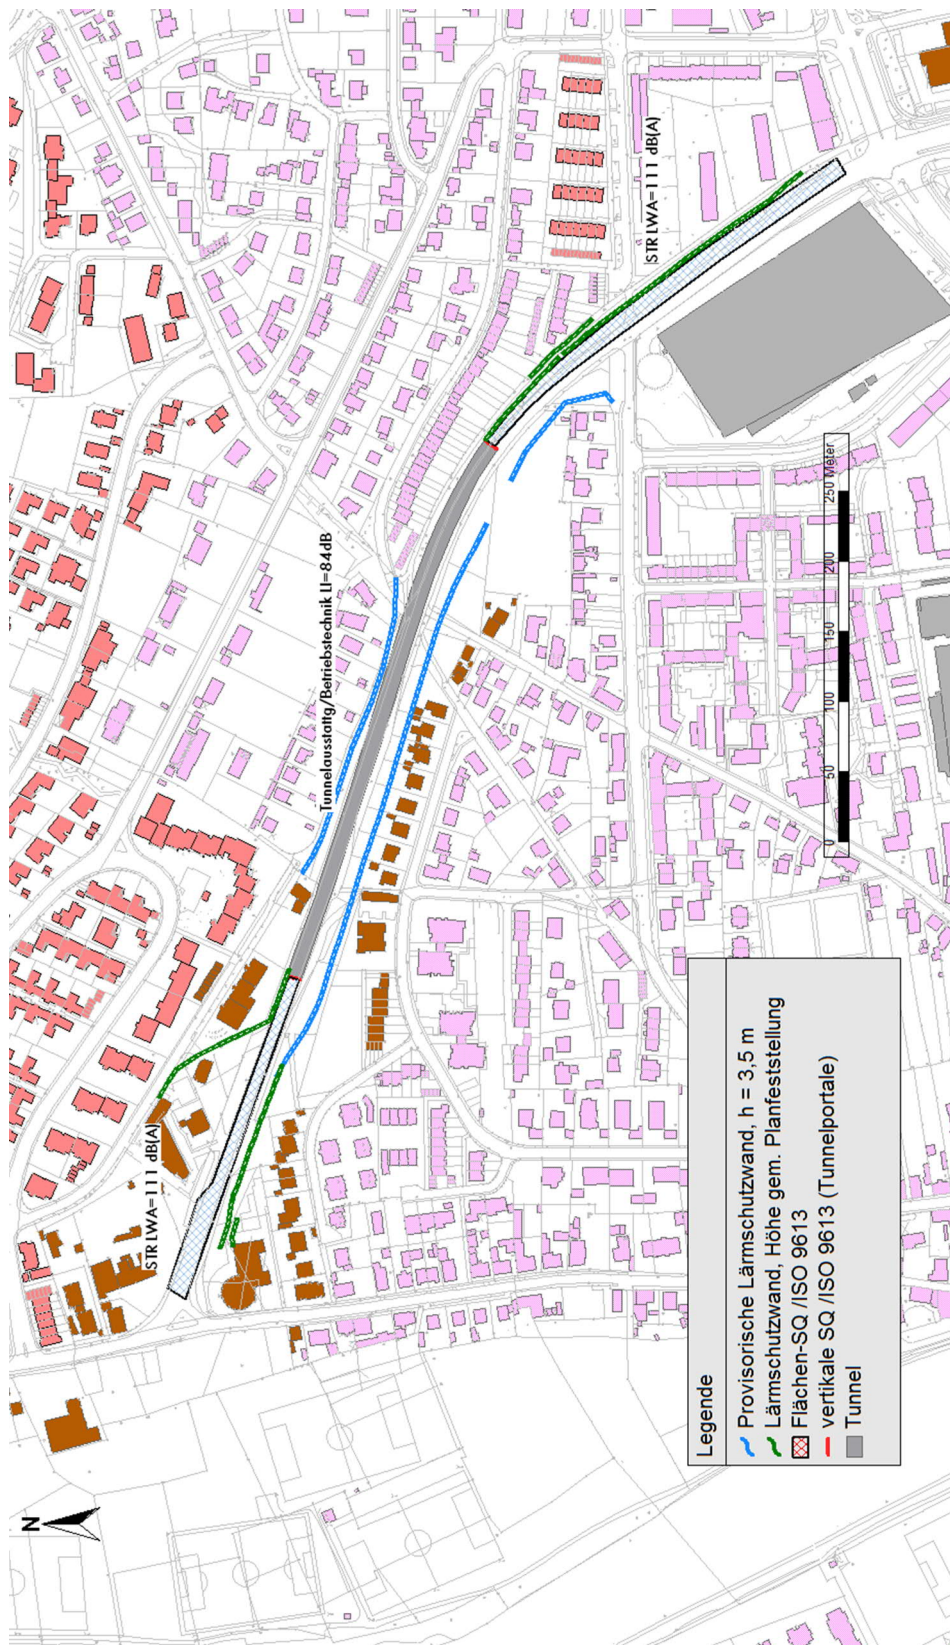 N
STR LWA=111 dB(A)
Tunnelausstattg/Betriebstechnik LI=84dB
STR LWA=111 dB(A)
Legende
Provisorische Lärmschutzwand, h = 3,5 m
Lärmschutzwand, Höhe gem. Planfeststellung
Flächen-SQ /ISO 9613
vertikale SQ /ISO 9613 (Tunnelportale)
Tunnel
0 50 100 150 200 250 Meter